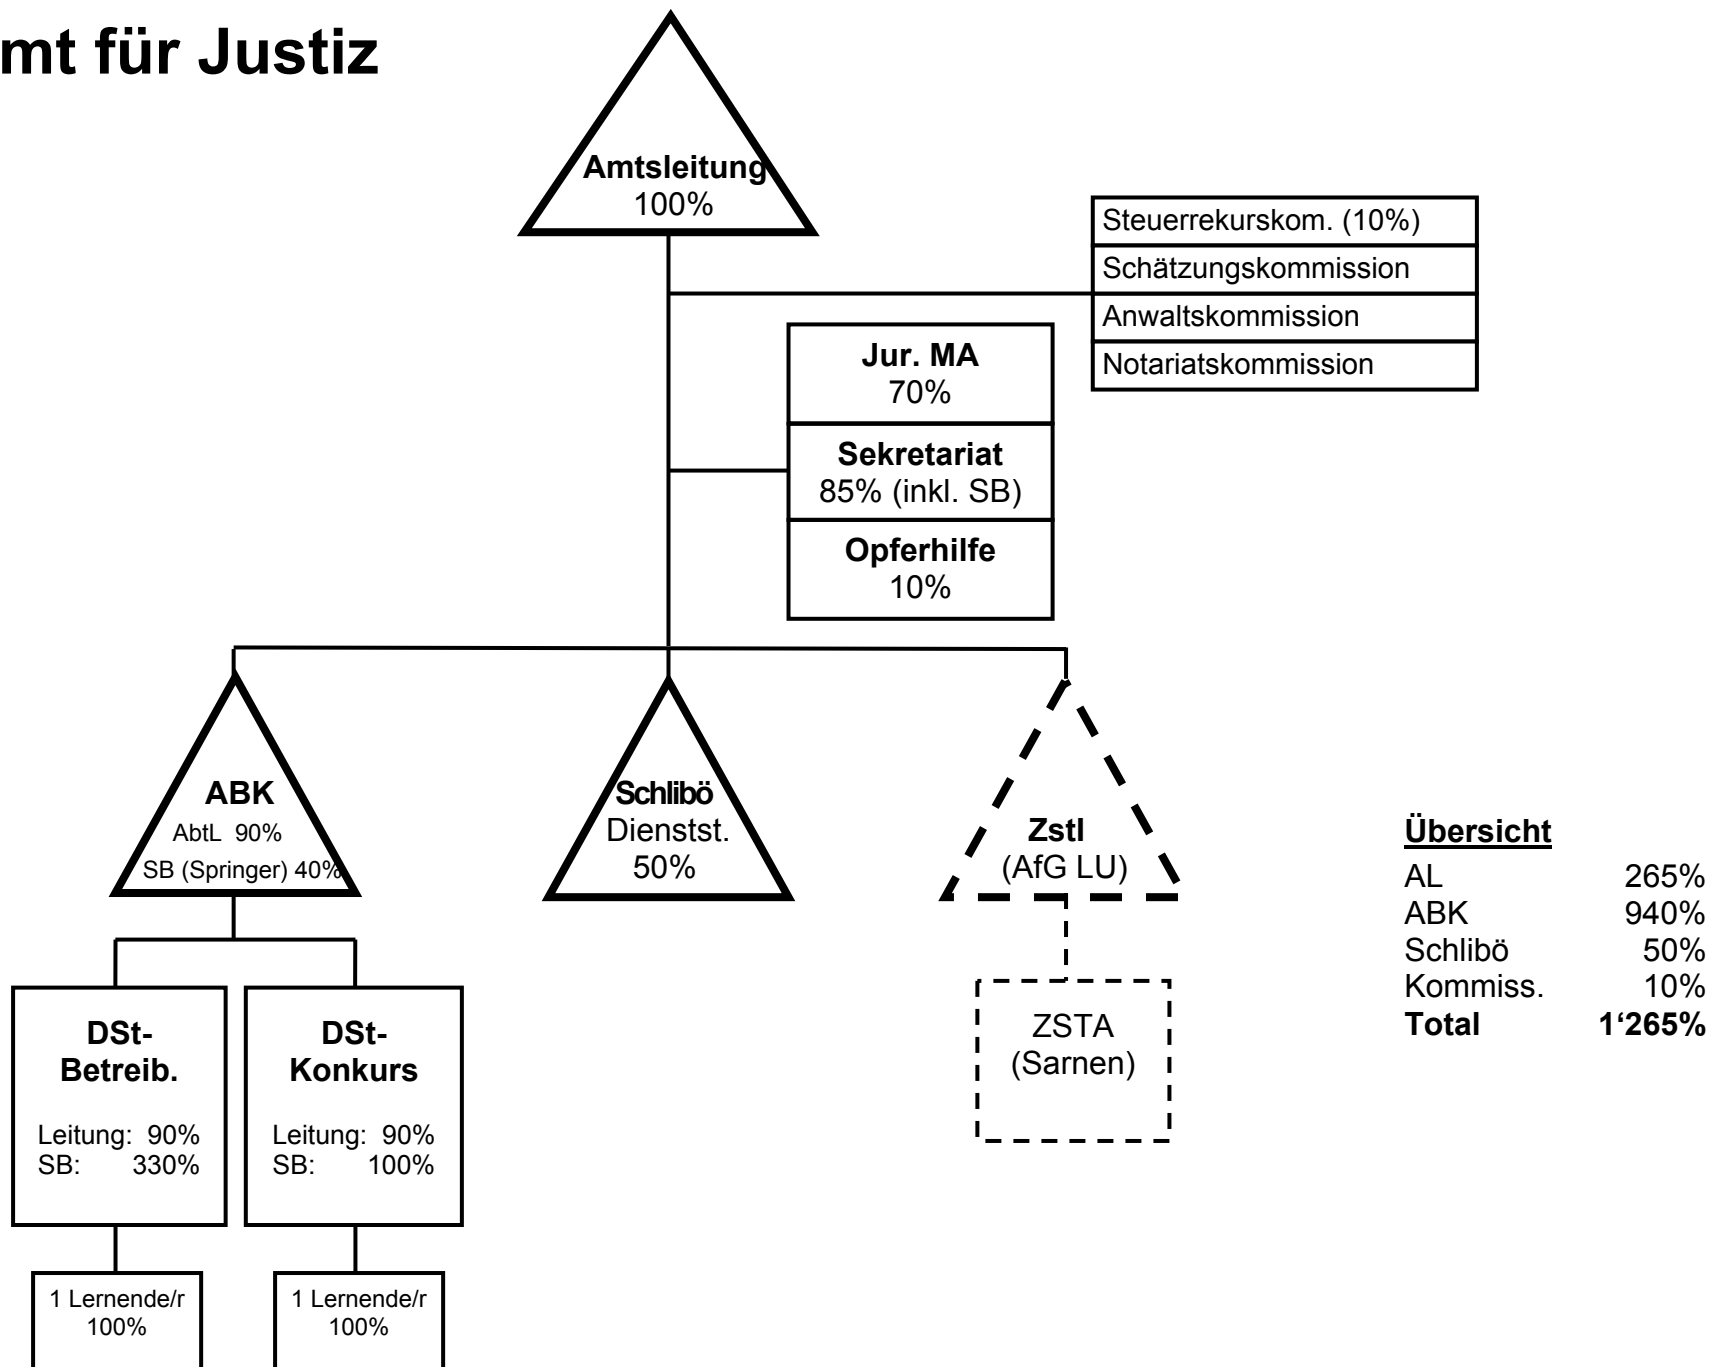 mt für Justiz
Amtsleitung
100%
Steuerrekurskom. (10%)
Schätzungskommission
Anwaltskommission
Notariatskommission
Jur. MA
70%
Sekretariat
85% (inkl. SB)
Opferhilfe
10%
ABK
AbtL 90%
SB (Springer) 40%
Schlibö
Dienstst.
50%
Zstl
(AfG LU)
DSt-
Betreib.
Leitung: 90%
SB: 330%
DSt-
Konkurs
Leitung: 90%
SB: 100%
ZSTA
(Sarnen)
1 Lernende/r
100%
1 Lernende/r
100%
Übersicht
AL 265%
ABK 940%
Schlibö 50%
Kommiss. 10%
Total 1‘265%